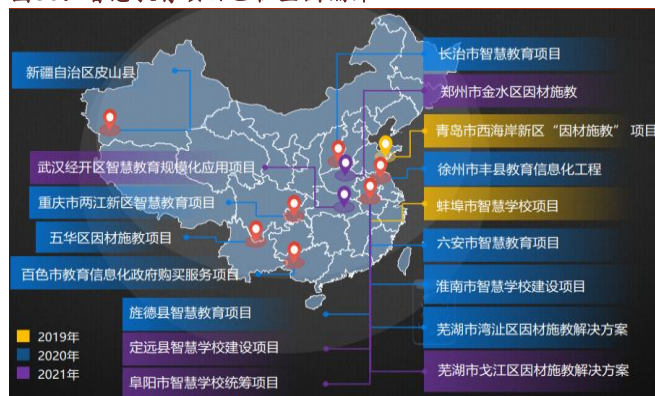 新疆自治区皮山县
武汉经开区智慧教育规模化应用项目
重庆市两江新区智慧教育项目
五华区因材施教项目
百色市教育信息化政府购买服务项目
旌德县智慧教育项目
定远县智慧学校建设项目
阜阳市智慧学校统筹项目
长治市智慧教育项目
郑州市金水区因材施教
青岛市西海岸新区“因材施教” 项目
徐州市丰县教育信息化工程
蚌埠市智慧学校项目
六安市智慧教育项目
淮南市智慧学校建设项目
芜湖市湾沚区因材施教解决方案
芜湖市弋江区因材施教解决方案
2019年
2020年
2021年